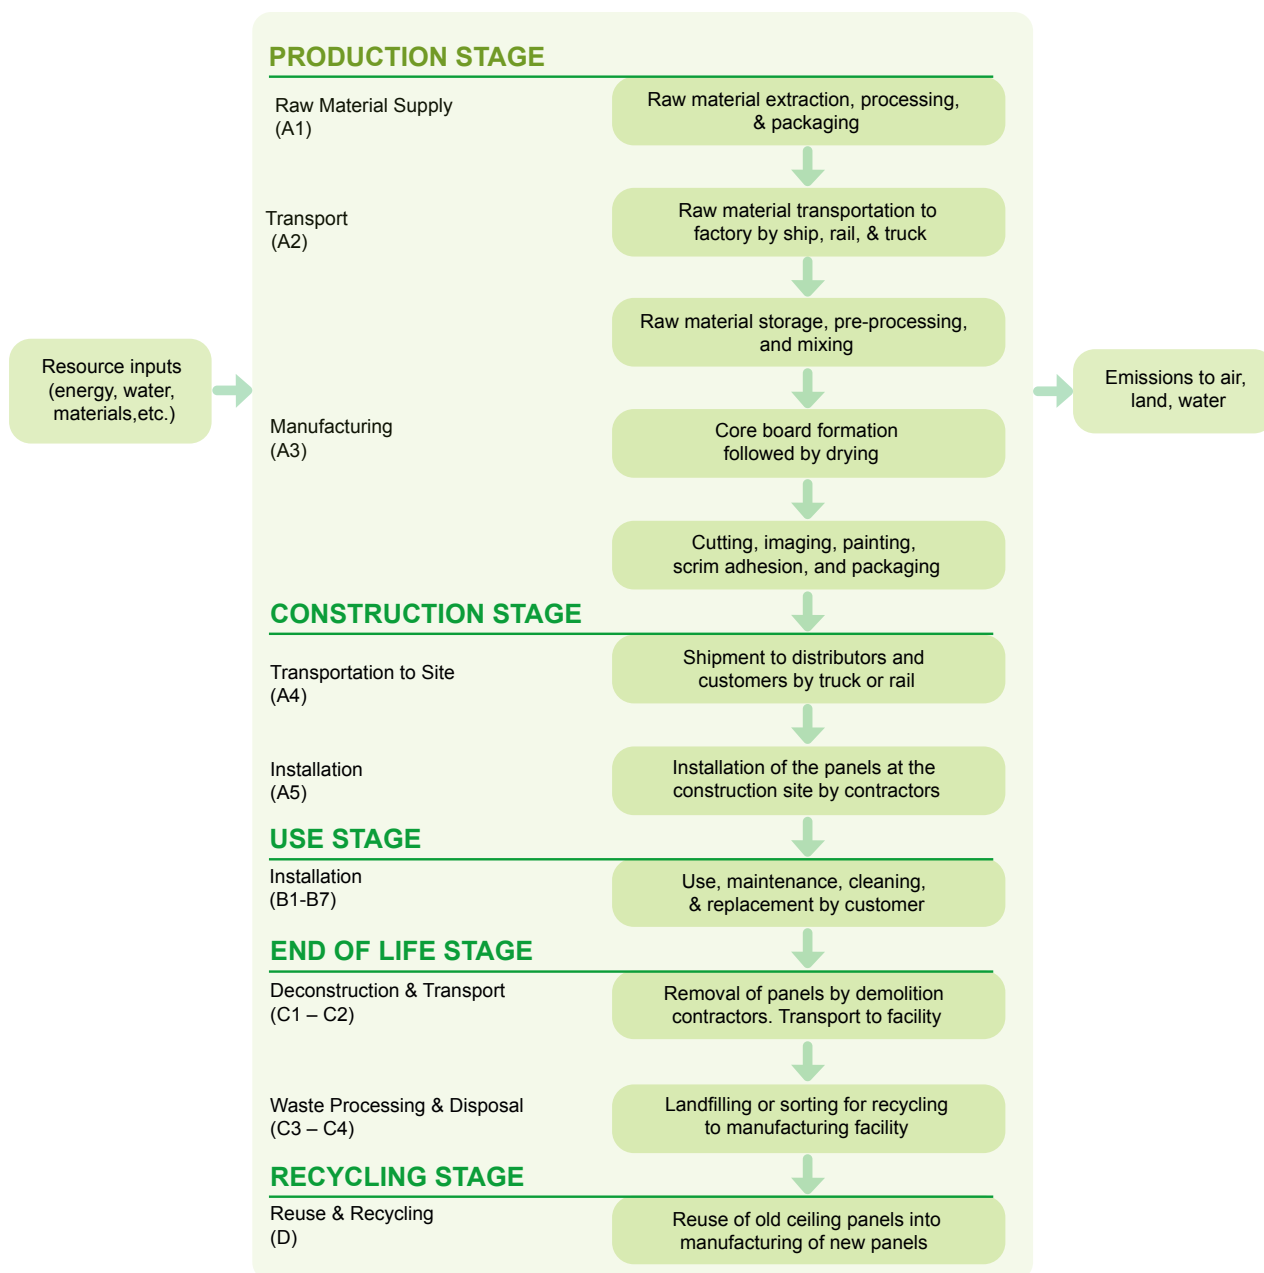 PRODUCTION STAGE
Raw Material Supply
(A1)
Raw material extraction, processing,
& packaging
Transport
(A2)
Raw material transportation to
factory by ship, rail, & truck
Raw material storage, pre-processing,
and mixing
Resource inputs
(energy, water,
materials,etc.)
Emissions to air,
land, water
Manufacturing
(A3)
Core board formation
followed by drying
Cutting, imaging, painting,
scrim adhesion, and packaging
CONSTRUCTION STAGE
Transportation to Site
(A4)
Shipment to distributors and
customers by truck or rail
Installation
(A5)
Installation of the panels at the
construction site by contractors
USE STAGE
Installation
(B1-B7)
Use, maintenance, cleaning,
& replacement by customer
END OF LIFE STAGE
Deconstruction & Transport
(C1 – C2)
Removal of panels by demolition
contractors. Transport to facility
Waste Processing & Disposal
(C3 – C4)
Landfilling or sorting for recycling
to manufacturing facility
RECYCLING STAGE
Reuse & Recycling
(D)
Reuse of old ceiling panels into
manufacturing of new panels